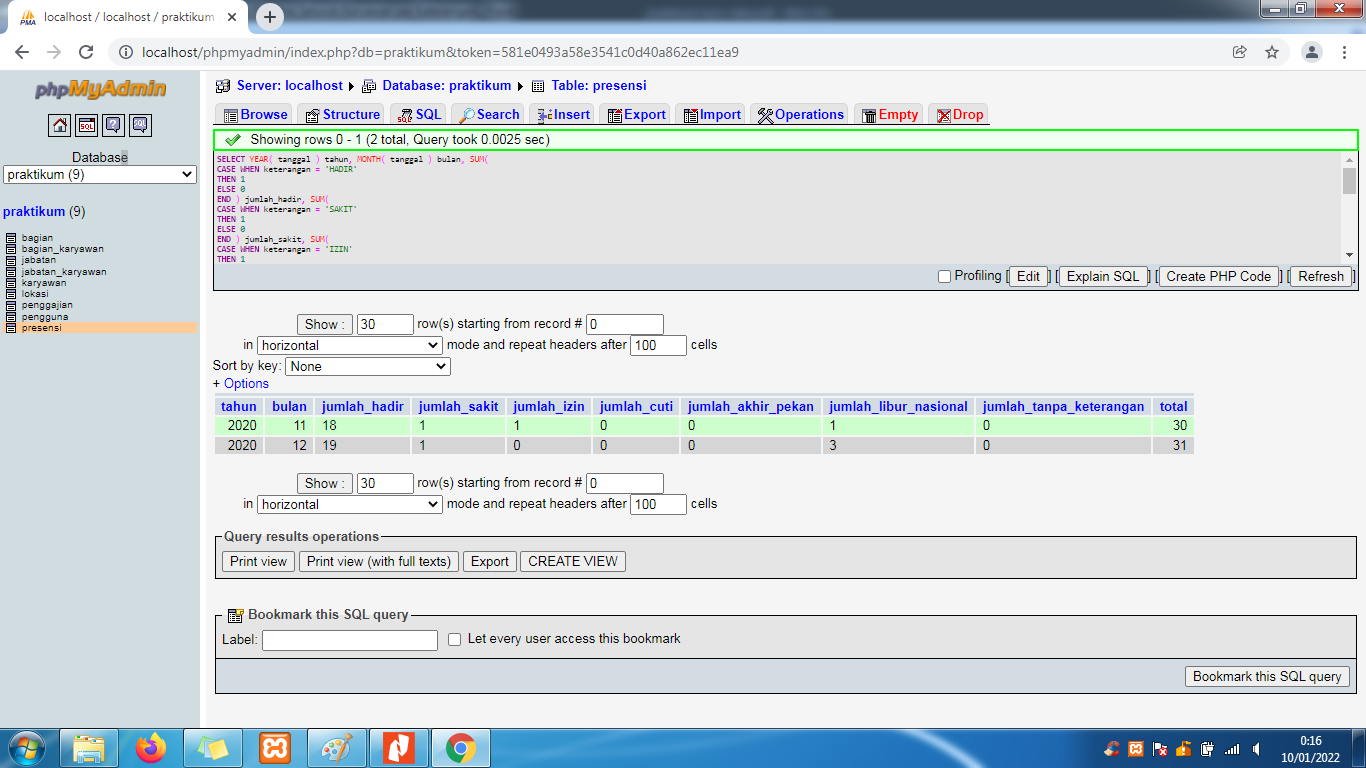 localhost / localhost / praktikum
localhost/phpmyadmin/index.php?db=praktikum&token=581e0493a58e3541c0d40a862ec11ea9
phpMyAdmin
Database
praktikum (9)
praktikum (9)
bagian
bagian_karyawan
jabatan
jabatan_karyawan
karyawan
lokasi
penggajian
pengguna
presensi
Server: localhost Database: praktikum Table: presensi
Browse Structure SQL Search Insert Export Import Operations Empty Drop
Showing rows 0 - 1 (2 total, Query took 0.0025 sec)
SELECT YEAR( tanggal ) tahun, MONTH( tanggal ) bulan, SUM(
CASE WHEN keterangan = 'HADIR'
THEN 1
ELSE 0
END ) jumlah_hadir, SUM(
CASE WHEN keterangan = 'SAKIT'
THEN 1
ELSE 0
END ) jumlah_sakit, SUM(
CASE WHEN keterangan = 'IZIN'
THEN 1
Profiling [ Edit ] [ Explain SQL ] [ Create PHP Code ] [ Refresh ]
Show : 30 row(s) starting from record # 0
in horizontal mode and repeat headers after 100 cells
Sort by key: None
+ Options
tahun bulan jumlah_hadir jumlah_sakit jumlah_izin jumlah_cuti jumlah_akhir_pekan jumlah_libur_nasional jumlah_tanpa_keterangan total
2020 11 18 1 1 0 0 1 0 30
2020 12 19 1 0 0 0 3 0 31
Show : 30 row(s) starting from record # 0
in horizontal mode and repeat headers after 100 cells
Query results operations
Print view Print view (with full texts) Export CREATE VIEW
Bookmark this SQL query
Label: Let every user access this bookmark
Bookmark this SQL query
0:16
10/01/2022